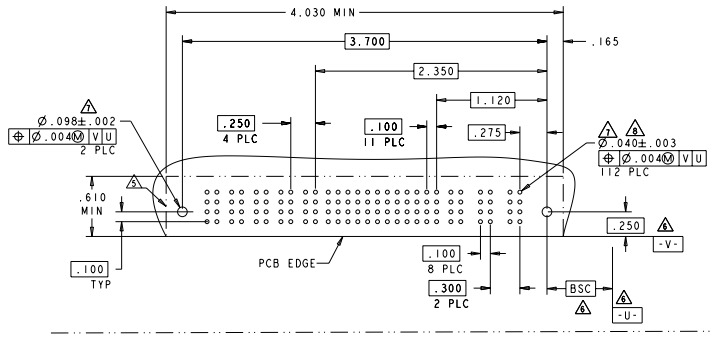 4.030 MIN
3.700
.165
2.350
1.120
.250
4 PLC
.100
11 PLC
.275
7
Ø.098±.002
⌖ Ø.004Ⓜ V U
2 PLC
7 8
Ø.040±.003
⌖ Ø.004Ⓜ V U
112 PLC
5
.610
MIN
.250
6
-V-
.100
TYP
PCB EDGE
.100
8 PLC
.300
2 PLC
BSC
6
6
-U-